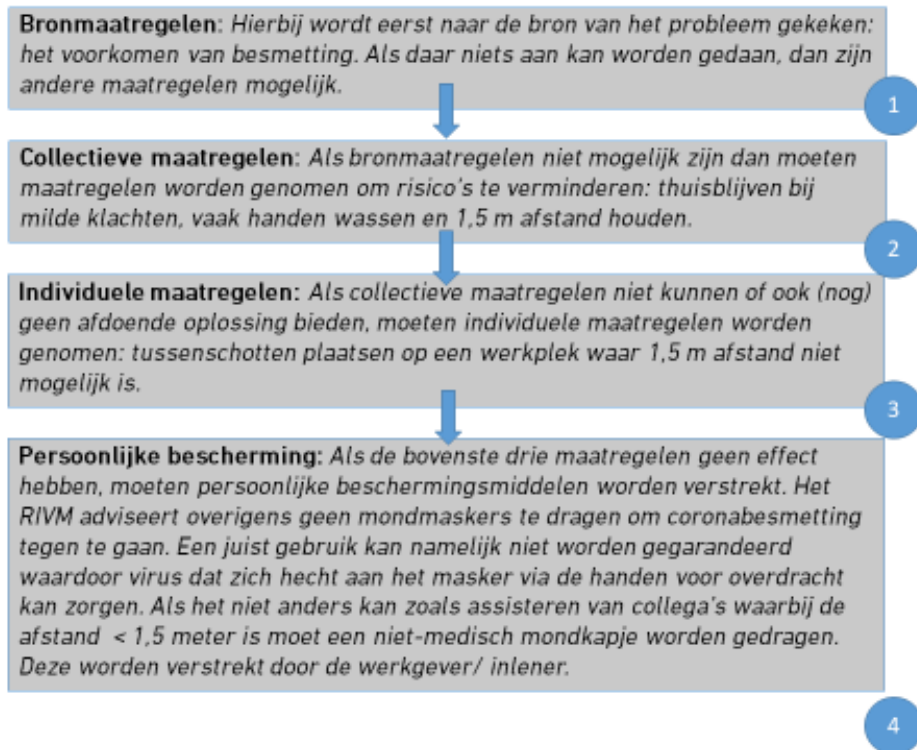 Bronmaatregelen: Hierbij wordt eerst naar de bron van het probleem gekeken:
het voorkomen van besmetting. Als daar niets aan kan worden gedaan, dan zijn
andere maatregelen mogelijk.
1
Collectieve maatregelen: Als bronmaatregelen niet mogelijk zijn dan moeten
maatregelen worden genomen om risico's te verminderen: thuisblijven bij
milde klachten, vaak handen wassen en 1,5 m afstand houden.
2
Individuele maatregelen: Als collectieve maatregelen niet kunnen of ook (nog)
geen afdoende oplossing bieden, moeten individuele maatregelen worden
genomen: tussenschotten plaatsen op een werkplek waar 1,5 m afstand niet
mogelijk is.
3
Persoonlijke bescherming: Als de bovenste drie maatregelen geen effect
hebben, moeten persoonlijke beschermingsmiddelen worden verstrekt. Het
RIVM adviseert overigens geen mondmaskers te dragen om coronabesmetting
tegen te gaan. Een juist gebruik kan namelijk niet worden gegarandeerd
waardoor virus dat zich hecht aan het masker via de handen voor overdracht
kan zorgen. Als het niet anders kan zoals assisteren van collega's waarbij de
afstand < 1,5 meter is moet een niet-medisch mondkapje worden gedragen.
Deze worden verstrekt door de werkgever/ inlener.
4